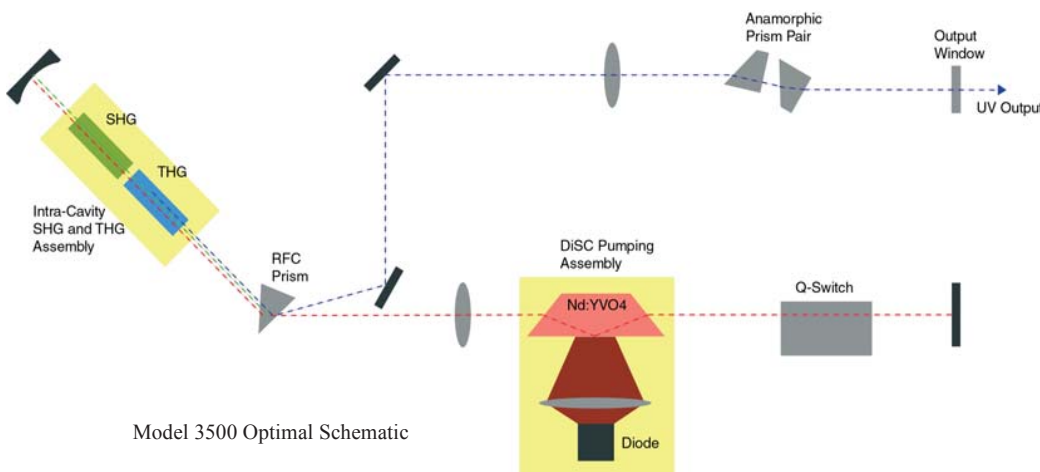 Anamorphic
Prism Pair
Output
Window
UV Output
SHG
THG
Intra-Cavity
SHG and THG
Assembly
RFC
Prism
DiSC Pumping
Assembly
Nd:YVO4
Q-Switch
Diode
Model 3500 Optimal Schematic